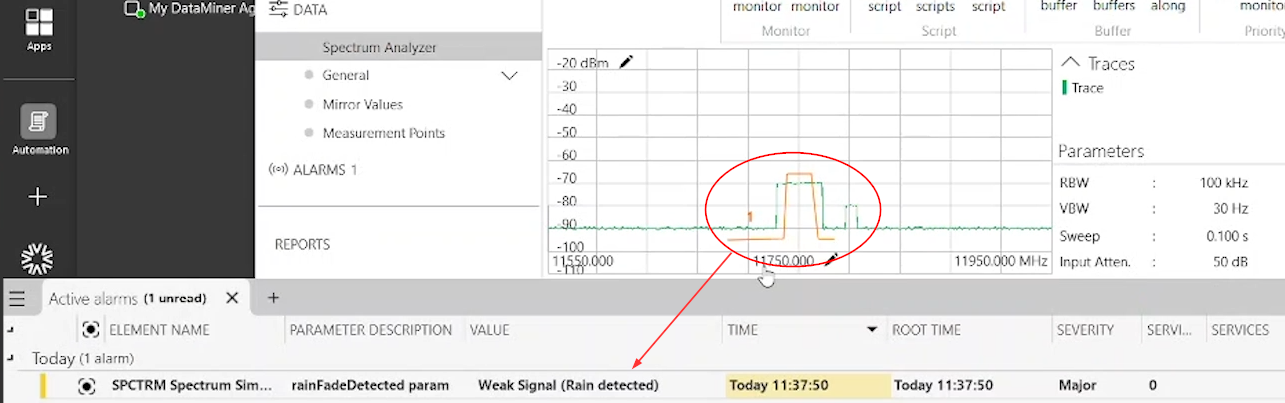 Apps
Automation
My DataMiner Ag
DATA
Spectrum Analyzer
General
Mirror Values
Measurement Points
ALARMS 1
REPORTS
monitor monitor script scripts script buffer buffers along monitor
Monitor Script Buffer Priority
-20 dBm
-30
-40
-50
-60
-70
-80
-90
-100
-110
1
11550.000 11750.000 11950.000 MHz
Traces
Trace
Parameters
RBW : 100 kHz
VBW : 30 Hz
Sweep : 0.100 s
Input Atten. : 50 dB
Active alarms (1 unread)
ELEMENT NAME PARAMETER DESCRIPTION VALUE TIME ROOT TIME SEVERITY SERVI... SERVICES
Today (1 alarm)
SPCTRM Spectrum Sim... rainFadeDetected param Weak Signal (Rain detected) Today 11:37:50 Today 11:37:50 Major 0